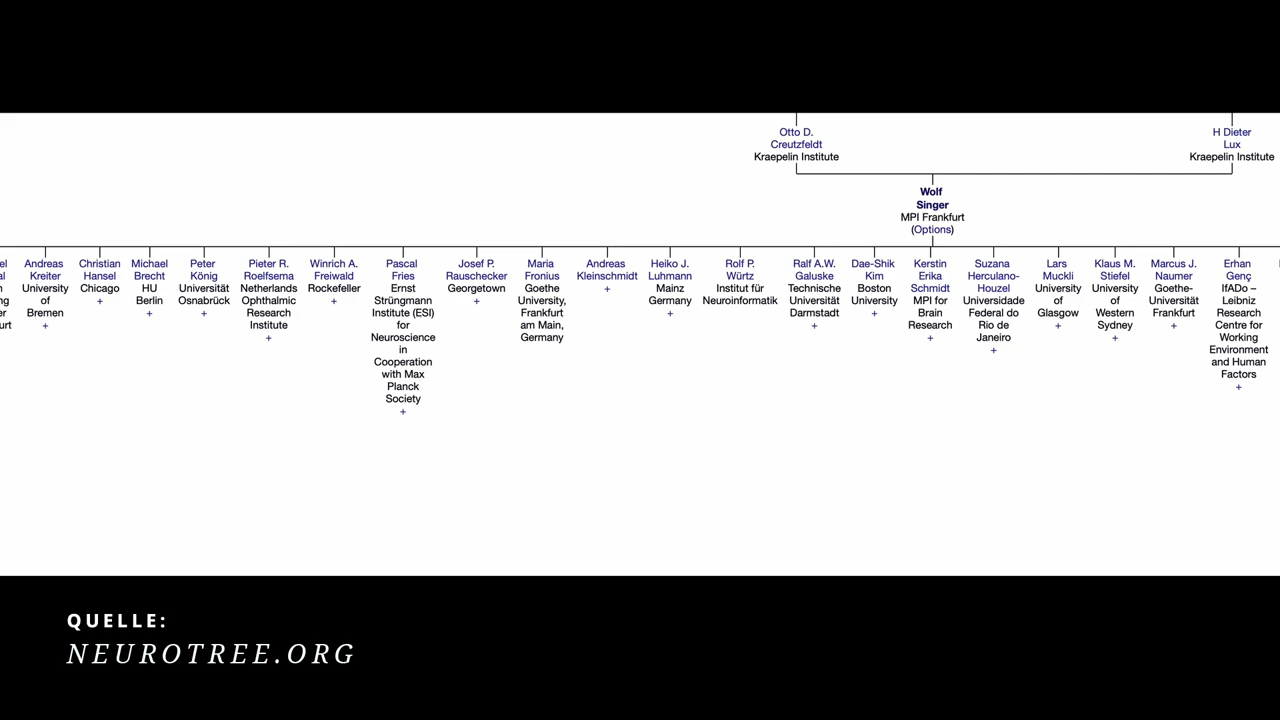 Otto D.
Creutzfeldt
Kraepelin Institute
H Dieter
Lux
Kraepelin Institute
Wolf
Singer
MPI Frankfurt
(Options)
el
al
n
ng
er
urt
Andreas
Kreiter
University
of
Bremen
+
Christian
Hansel
Chicago
+
Michael
Brecht
HU
Berlin
+
Peter
König
Universität
Osnabrück
+
Pieter R.
Roelfsema
Netherlands
Ophthalmic
Research
Institute
+
Winrich A.
Freiwald
Rockefeller
+
Pascal
Fries
Ernst
Strüngmann
Institute (ESI)
for
Neuroscience
in
Cooperation
with Max
Planck
Society
+
Josef P.
Rauschecker
Georgetown
+
Maria
Fronius
Goethe
University,
Frankfurt
am Main,
Germany
Andreas
Kleinschmidt
+
Heiko J.
Luhmann
Mainz
Germany
+
Rolf P.
Würtz
Institut für
Neuroinformatik
Ralf A.W.
Galuske
Technische
Universität
Darmstadt
+
Dae-Shik
Kim
Boston
University
+
Kerstin
Erika
Schmidt
MPI for
Brain
Research
+
Suzana
Herculano-
Houzel
Universidade
Federal do
Rio de
Janeiro
+
Lars
Muckli
University
of
Glasgow
+
Klaus M.
Stiefel
University
of
Western
Sydney
+
Marcus J.
Naumer
Goethe-
Universität
Frankfurt
+
Erhan
Genç
IfADo –
Leibniz
Research
Centre for
Working
Environment
and Human
Factors
+
QUELLE:
NEUROTREE.ORG